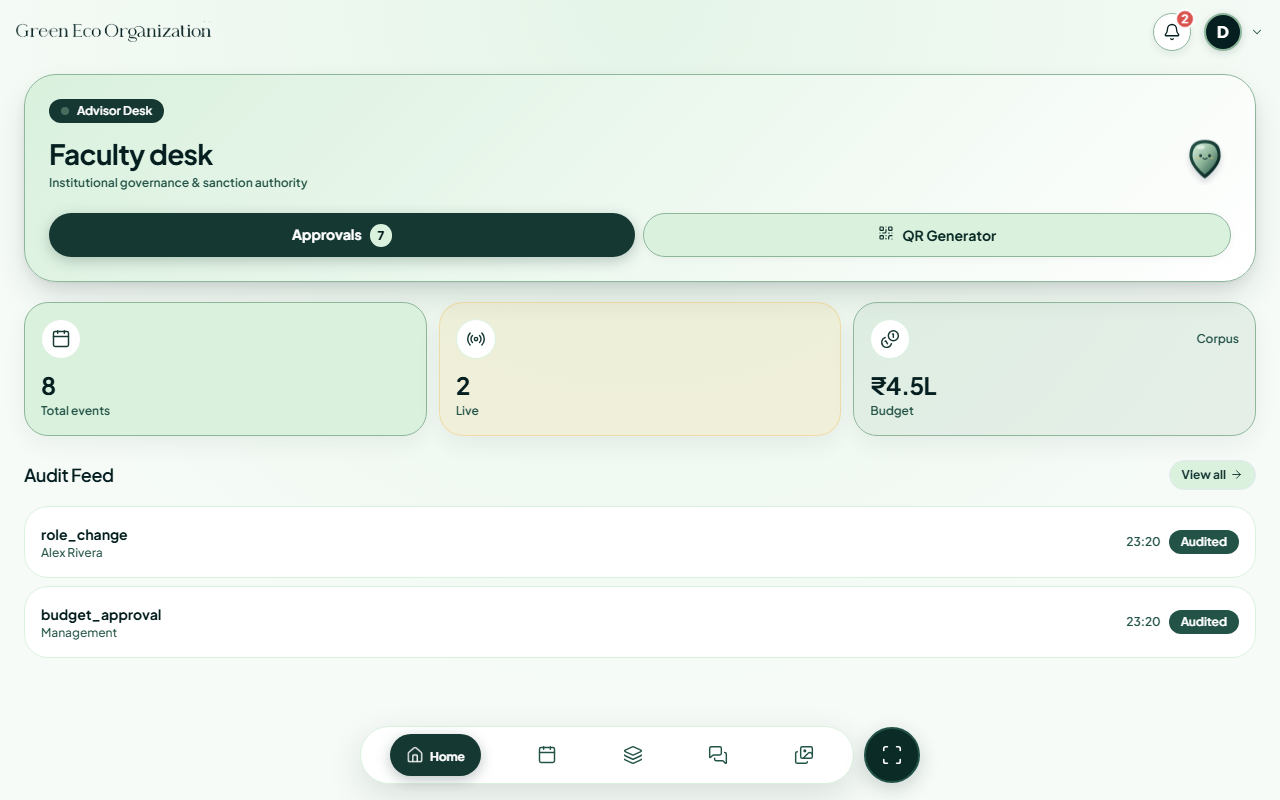 Green Eco Organization
2
D
Advisor Desk
Faculty desk
Institutional governance & sanction authority
Approvals 7
QR Generator
Corpus
8
Total events
2
Live
₹4.5L
Budget
Audit Feed
View all →
role_change
Alex Rivera
23:20 Audited
budget_approval
Management
23:20 Audited
Home